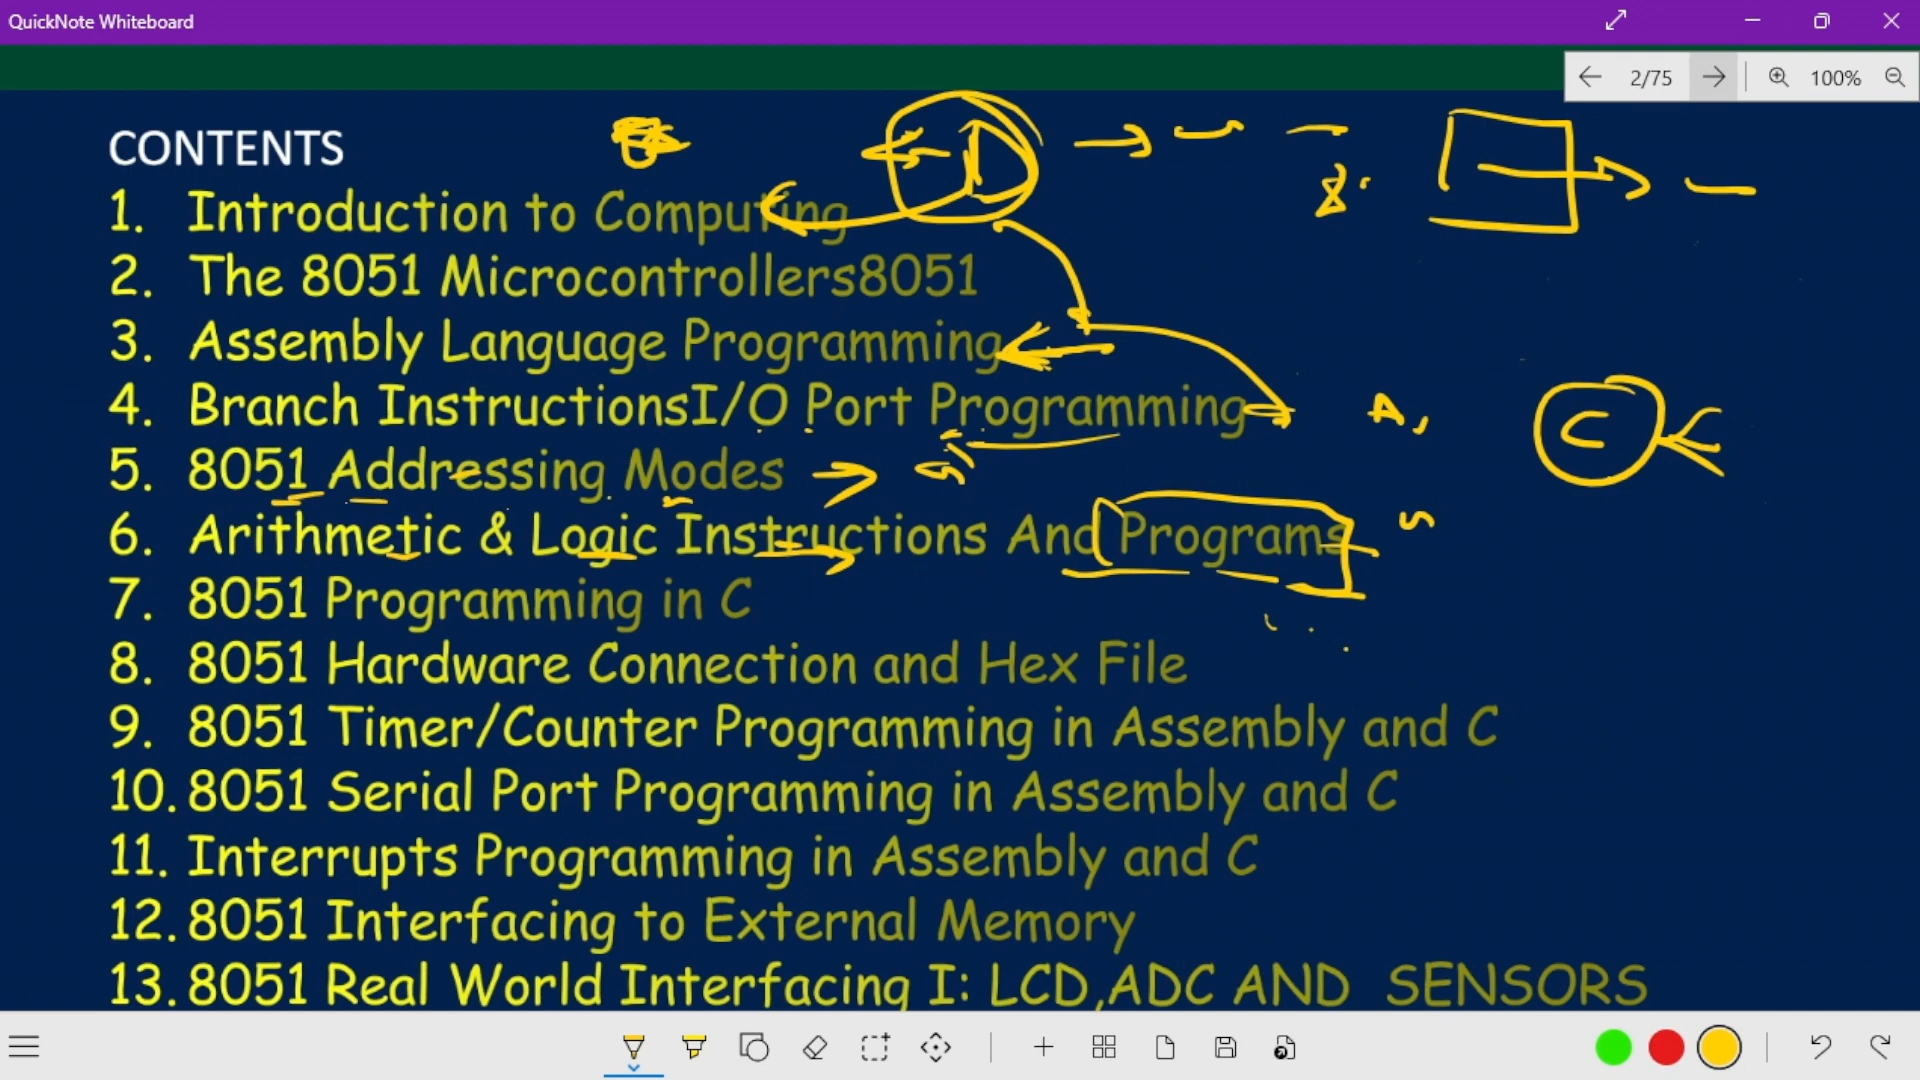 QuickNote Whiteboard
2/75
100%
CONTENTS
1. Introduction to Computing
2. The 8051 Microcontrollers8051
3. Assembly Language Programming
4. Branch InstructionsI/O Port Programming
A,
C
5. 8051 Addressing Modes
6. Arithmetic & Logic Instructions And Programs
7. 8051 Programming in C
8. 8051 Hardware Connection and Hex File
9. 8051 Timer/Counter Programming in Assembly and C
10. 8051 Serial Port Programming in Assembly and C
11. Interrupts Programming in Assembly and C
12. 8051 Interfacing to External Memory
13. 8051 Real World Interfacing I: LCD,ADC AND SENSORS